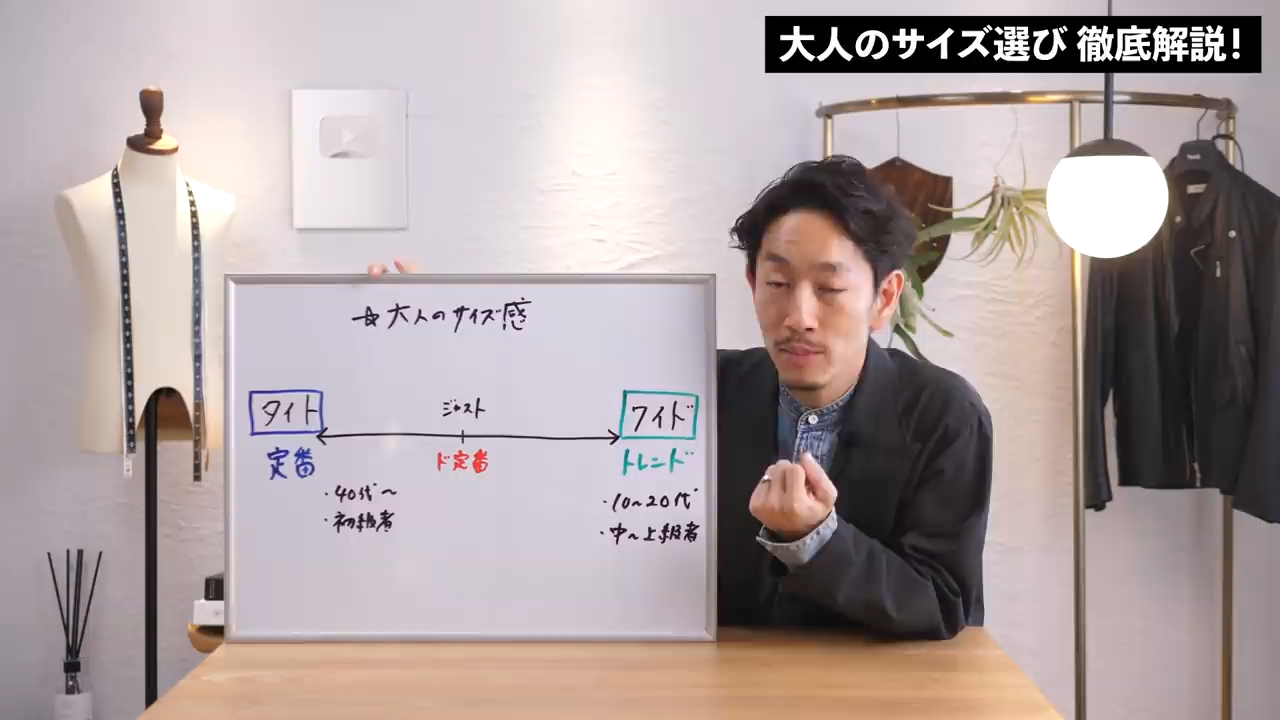 大人のサイズ選び 徹底解説!
☆大人のサイズ感
タイト
ジャスト
ワイド
定番
ド定番
トレンド
・40代〜
・10〜20代
・初級者
・中〜上級者